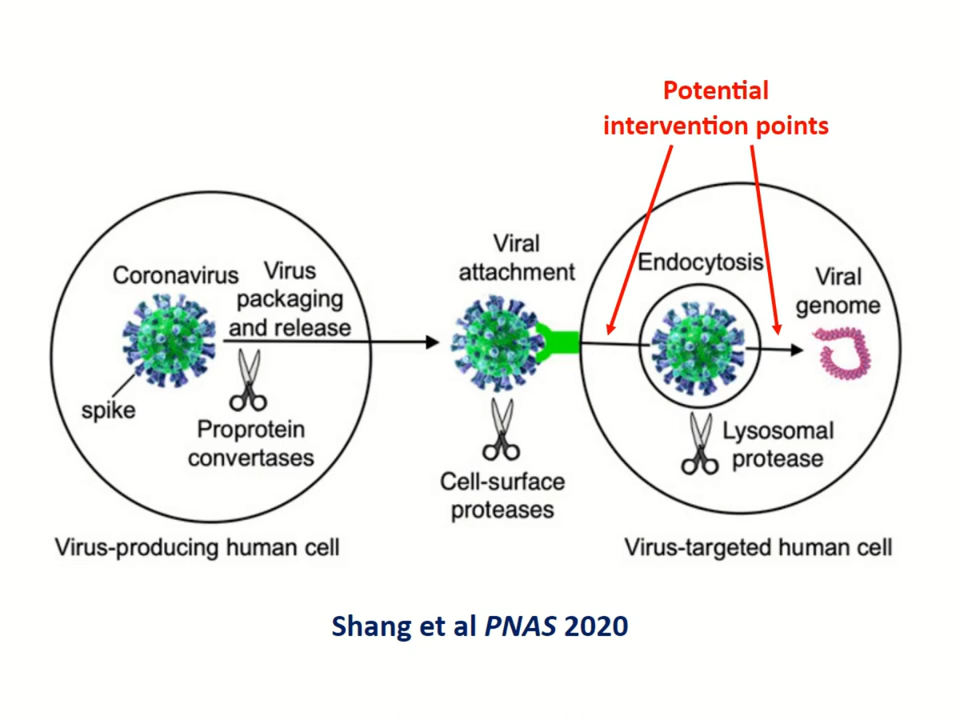 Potential
intervention points
Coronavirus
Virus
packaging
and release
spike
Proprotein
convertases
Virus-producing human cell
Viral
attachment
Cell-surface
proteases
Endocytosis
Viral
genome
Lysosomal
protease
Virus-targeted human cell
Shang et al PNAS 2020